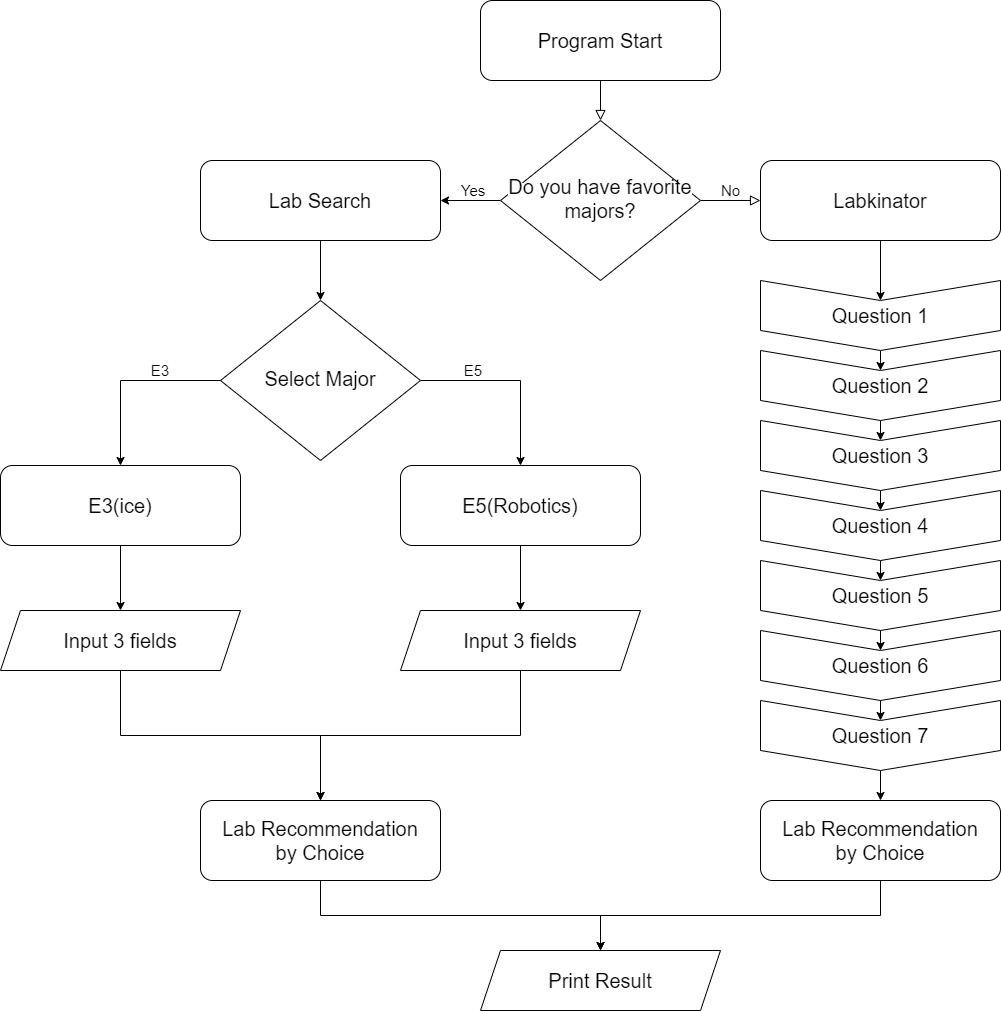 Program Start
Do you have favorite
majors?
Yes
No
Lab Search
Labkinator
Select Major
E3
E5
E3(ice)
E5(Robotics)
Input 3 fields
Input 3 fields
Question 1
Question 2
Question 3
Question 4
Question 5
Question 6
Question 7
Lab Recommendation
by Choice
Lab Recommendation
by Choice
Print Result